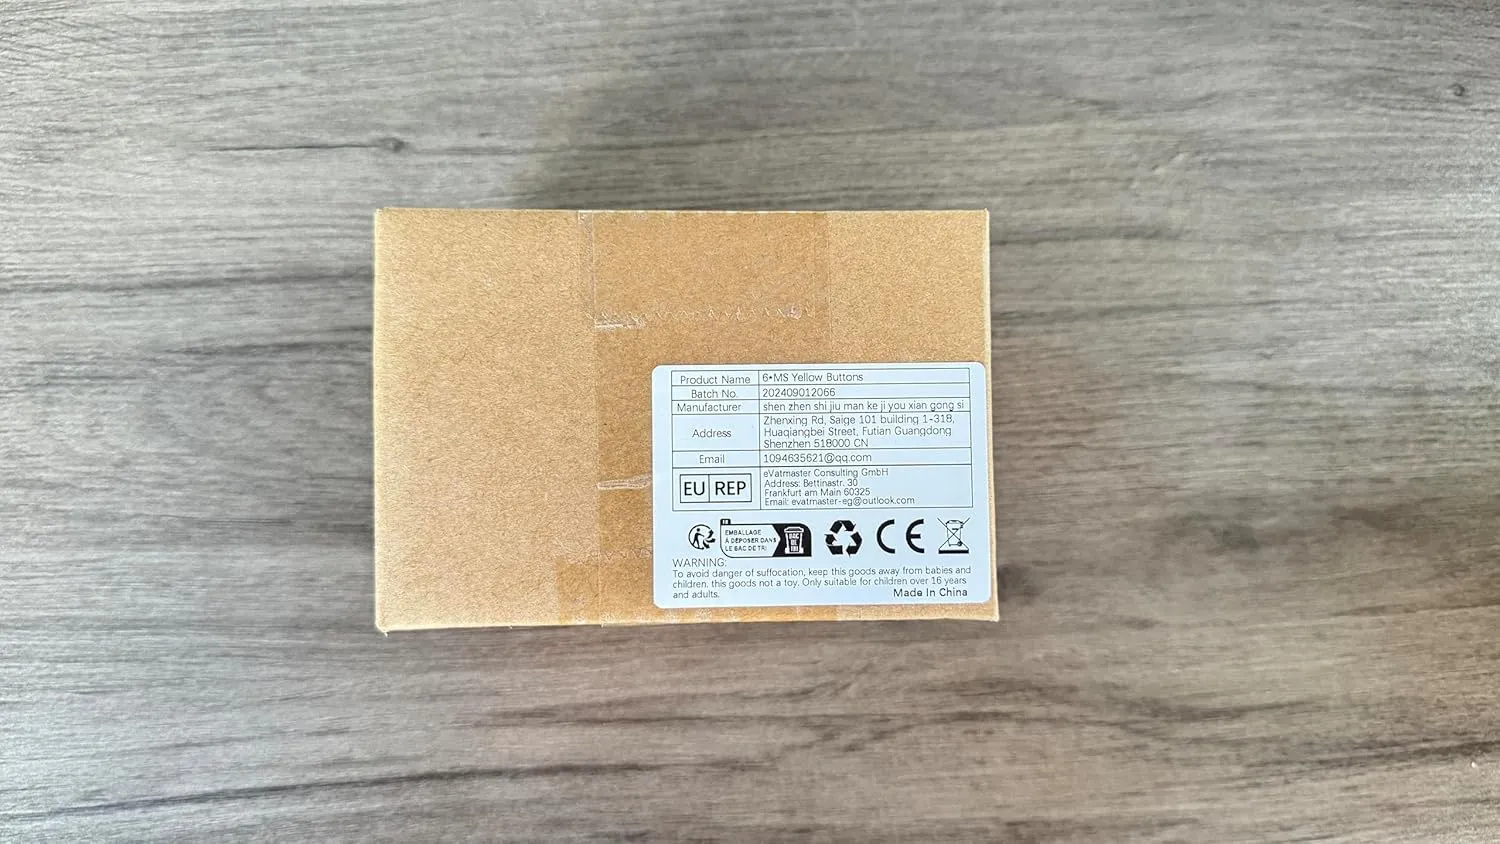 Product Name 6*MS Yellow Buttons
Batch No. 202409012066
Manufacturer shen zhen shi jiu man ke ji you xian gong si
Address Zhenxing Rd, Saige 101 building 1-318,
Huaqiangbei Street, Futian Guangdong
Shenzhen 518000 CN
Email 1094635621@qq.com
EU REP eVatmaster Consulting GmbH
Address: Bettinastr. 30
Frankfurt am Main 60325
Email: evatmaster-eg@outlook.com
FR
EMBALLAGE
À DÉPOSER DANS
LE BAC DE TRI
BAC
DE
TRI
CE
WARNING:
To avoid danger of suffocation, keep this goods away from babies and
children. this goods not a toy. Only suitable for children over 16 years
and adults.
Made In China